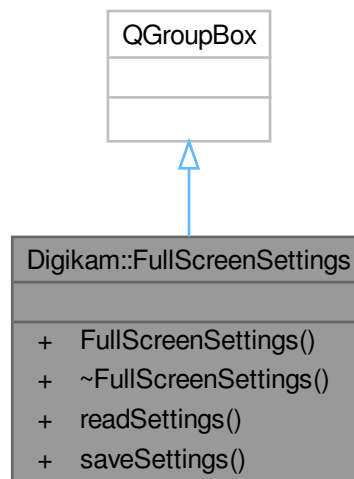 QGroupBox
Digikam::FullScreenSettings
+ FullScreenSettings()
+ ~FullScreenSettings()
+ readSettings()
+ saveSettings()